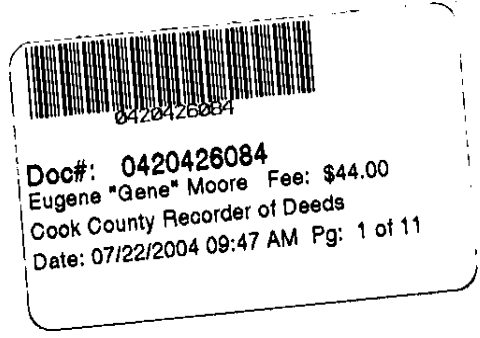 0420426084
Doc#: 0420426084
Eugene "Gene" Moore Fee: $44.00
Cook County Recorder of Deeds
Date: 07/22/2004 09:47 AM Pg: 1 of 11